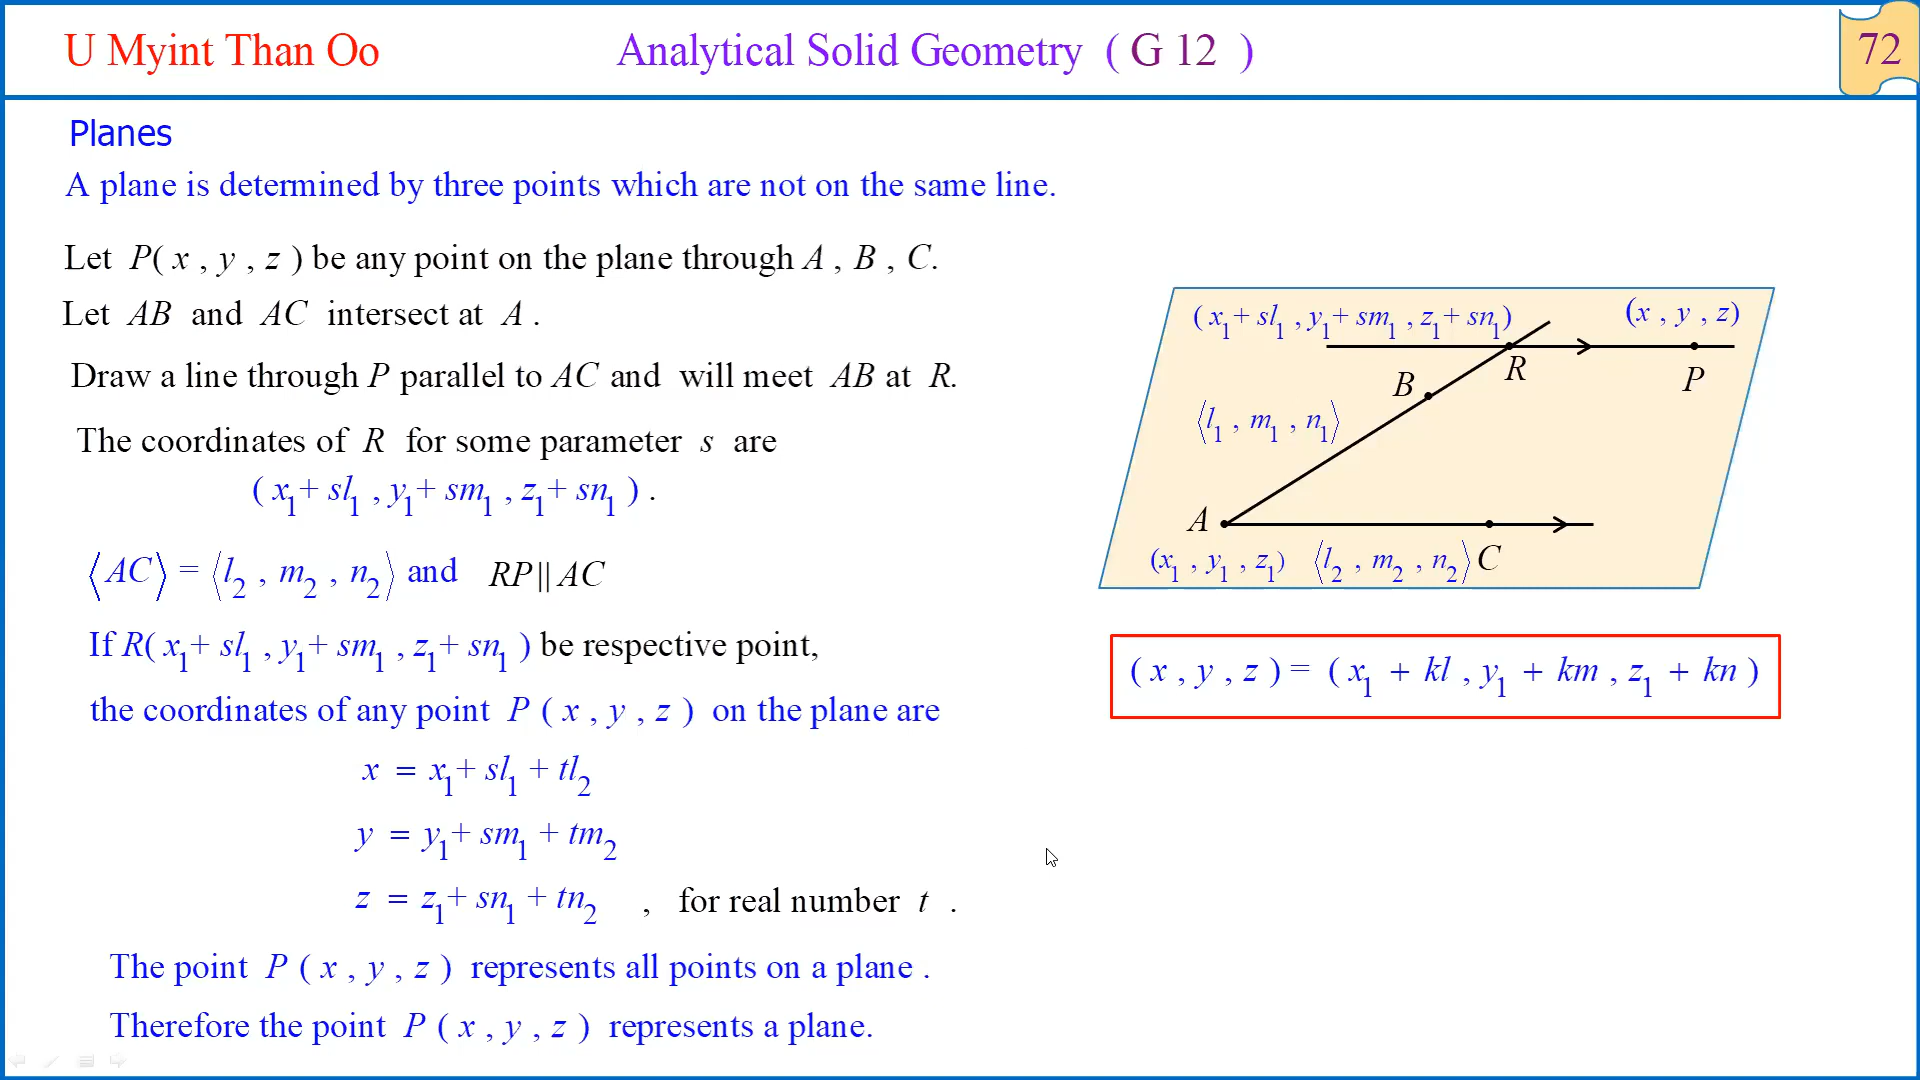 U Myint Than Oo
Analytical Solid Geometry ( G 12 )
72
Planes
A plane is determined by three points which are not on the same line.
Let P( x , y , z ) be any point on the plane through A , B , C.
Let AB and AC intersect at A .
Draw a line through P parallel to AC and will meet AB at R.
The coordinates of R for some parameter s are
( x₁+ sl₁ , y₁+ sm₁ , z₁+ sn₁ ) .
⟨AC⟩ = ⟨l₂ , m₂ , n₂⟩ and RP || AC
If R( x₁+ sl₁ , y₁+ sm₁ , z₁+ sn₁ ) be respective point,
the coordinates of any point P ( x , y , z ) on the plane are
x = x₁+ sl₁ + tl₂
y = y₁+ sm₁ + tm₂
z = z₁+ sn₁ + tn₂ , for real number t .
The point P ( x , y , z ) represents all points on a plane .
Therefore the point P ( x , y , z ) represents a plane.
( x₁+ sl₁ , y₁+ sm₁ , z₁+ sn₁)
(x , y , z)
R
P
B
⟨l₁ , m₁ , n₁⟩
A
(x₁ , y₁ , z₁)
⟨l₂ , m₂ , n₂⟩
C
( x , y , z ) = ( x₁ + kl , y₁ + km , z₁ + kn )